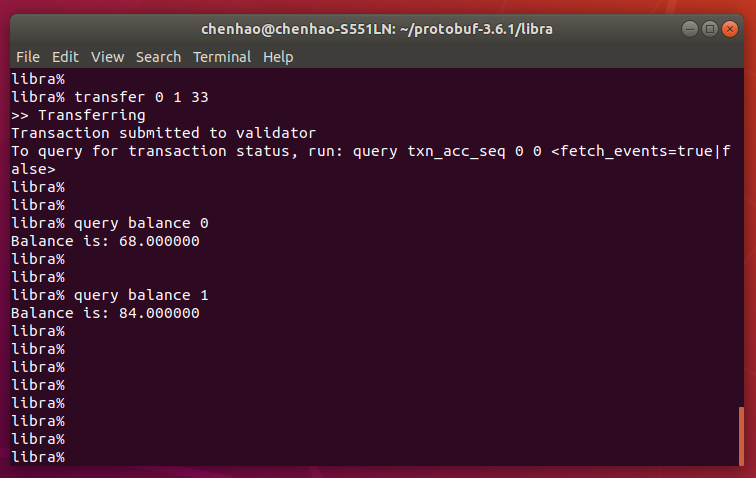 chenhao@chenhao-S551LN: ~/protobuf-3.6.1/libra
File Edit View Search Terminal Help
libra%
libra% transfer 0 1 33
>> Transferring
Transaction submitted to validator
To query for transaction status, run: query txn_acc_seq 0 0 <fetch_events=true|f
alse>
libra%
libra%
libra% query balance 0
Balance is: 68.000000
libra%
libra%
libra% query balance 1
Balance is: 84.000000
libra%
libra%
libra%
libra%
libra%
libra%
libra%
libra%